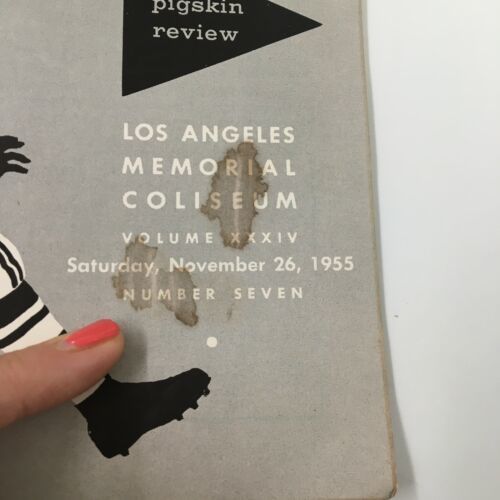 pigskin
review
LOS ANGELES
MEMORIAL
COLISEUM
VOLUME XXXIV
Saturday, November 26, 1955
NUMBER SEVEN